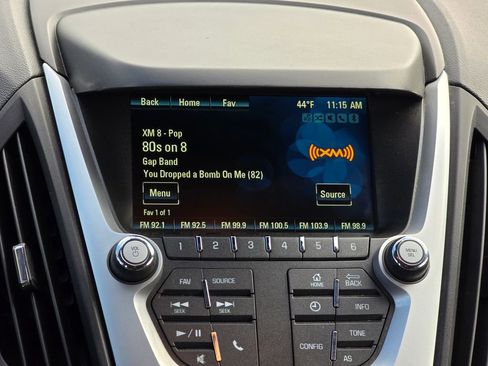 Back Home Fav 44°F 11:15 AM
XM 8 - Pop
80s on 8
Gap Band
You Dropped a Bomb On Me (82)
((XM))
Menu Source
Fav 1 of 1
FM 92.1 FM 92.5 FM 99.9 FM 100.5 FM 103.9 FM 98.9
1 2 3 4 5 6
VOL
MENU
SEL
FAV SOURCE
HOME BACK
SEEK SEEK
INFO
TONE
CONFIG
AS